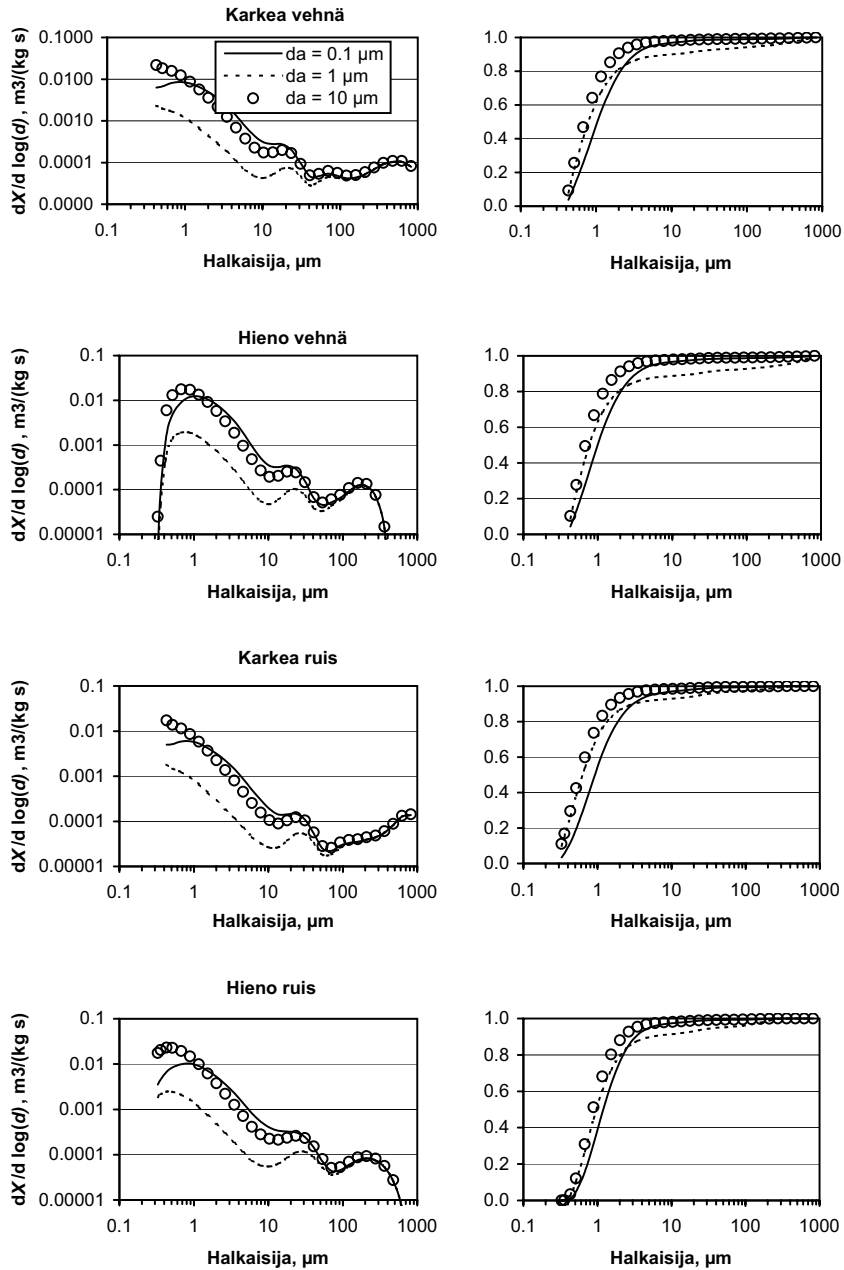 Karkea vehnä
dX/d log(d) , m3/(kg s)
0.1000
0.0100
0.0010
0.0001
0.0000
da = 0.1 µm
da = 1 µm
da = 10 µm
0.1 1 10 100 1000
Halkaisija, µm
1.0
0.8
0.6
0.4
0.2
0.0
0.1 1 10 100 1000
Halkaisija, µm
Hieno vehnä
dX/d log(d) , m3/(kg s)
0.1
0.01
0.001
0.0001
0.00001
0.1 1 10 100 1000
Halkaisija, µm
1.0
0.8
0.6
0.4
0.2
0.0
0.1 1 10 100 1000
Halkaisija, µm
Karkea ruis
dX/d log(d) , m3/(kg s)
0.1
0.01
0.001
0.0001
0.00001
0.1 1 10 100 1000
Halkaisija, µm
1.0
0.8
0.6
0.4
0.2
0.0
0.1 1 10 100 1000
Halkaisija, µm
Hieno ruis
dX/d log(d) , m3/(kg s)
0.1
0.01
0.001
0.0001
0.00001
0.1 1 10 100 1000
Halkaisija, µm
1.0
0.8
0.6
0.4
0.2
0.0
0.1 1 10 100 1000
Halkaisija, µm